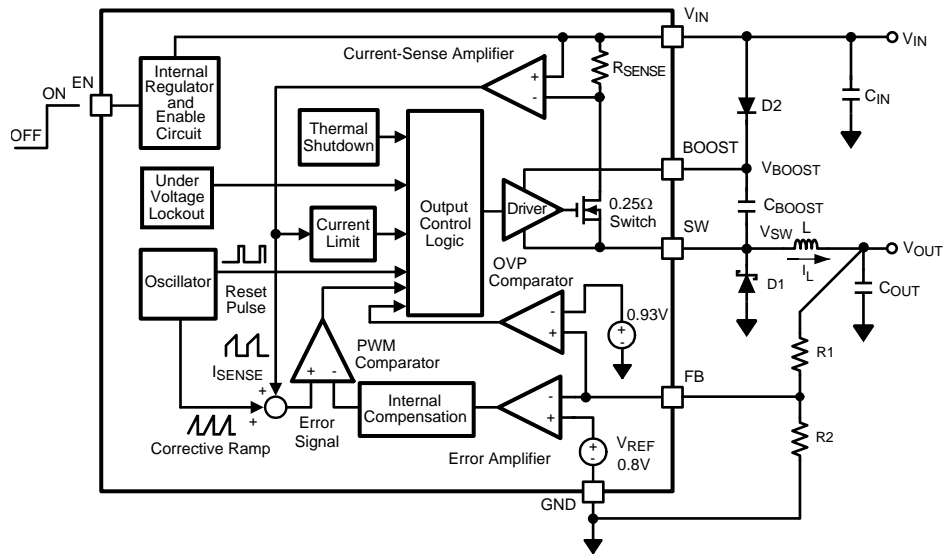 VIN
VIN
Current-Sense Amplifier
RSENSE
EN
ON
OFF
Internal
Regulator
and
Enable
Circuit
CIN
D2
Thermal
Shutdown
BOOST
VBOOST
Under
Voltage
Lockout
Output
Control
Logic
Driver
0.25Ω
Switch
CBOOST
Current
Limit
SW
VSW
L
VOUT
IL
D1
COUT
OVP
Comparator
Oscillator
Reset
Pulse
0.93V
-
+
+
-
+
-
PWM
Comparator
R1
ISENSE
+
-
FB
+
+
Internal
Compensation
-
+
Error
Signal
Corrective Ramp
Error Amplifier
+
-
VREF
0.8V
R2
GND